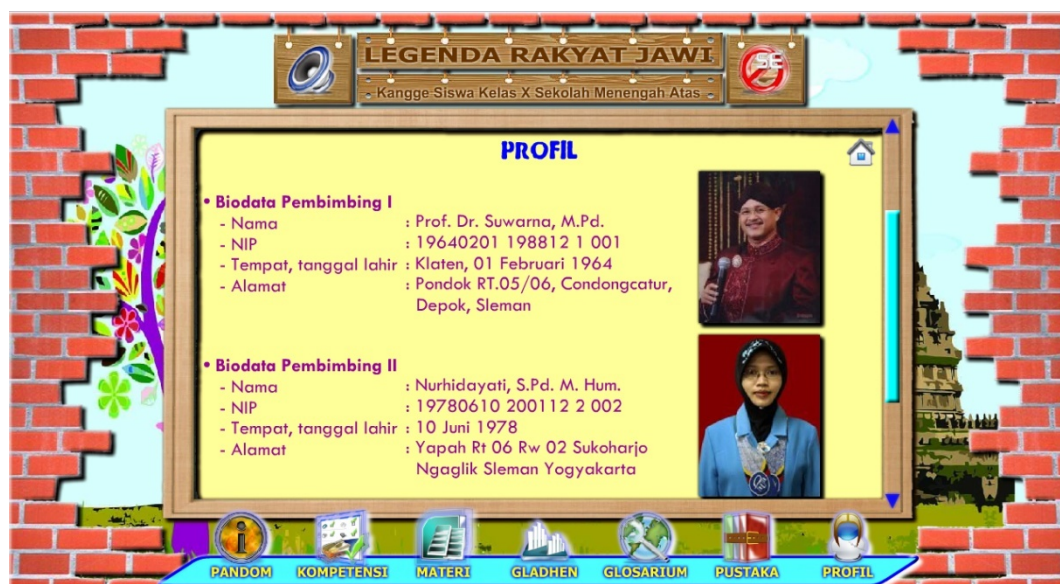 LEGENDA RAKYAT JAWI
SE
Kangge Siswa Kelas X Sekolah Menengah Atas
PROFIL
• Biodata Pembimbing I
- Nama : Prof. Dr. Suwarna, M.Pd.
- NIP : 19640201 198812 1 001
- Tempat, tanggal lahir : Klaten, 01 Februari 1964
- Alamat : Pondok RT.05/06, Condongcatur,
Depok, Sleman
• Biodata Pembimbing II
- Nama : Nurhidayati, S.Pd. M. Hum.
- NIP : 19780610 200112 2 002
- Tempat, tanggal lahir : 10 Juni 1978
- Alamat : Yapah Rt 06 Rw 02 Sukoharjo
Ngaglik Sleman Yogyakarta
PANDOM KOMPETENSI MATERI GLADHEN GLOSARIUM PUSTAKA PROFIL